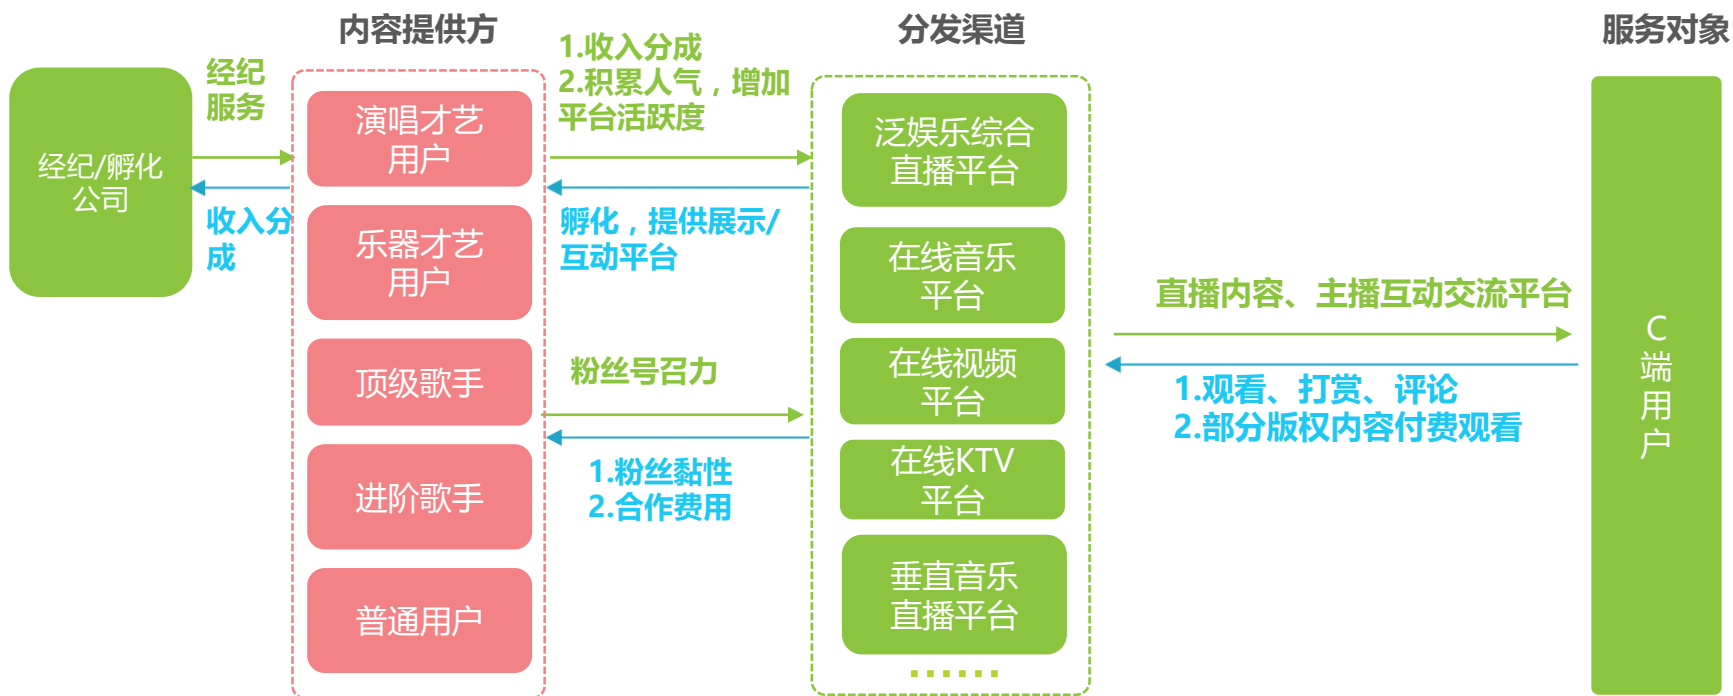 内容提供方
分发渠道
服务对象
经纪/孵化
公司
经纪
服务
收入分
成
演唱才艺
用户
乐器才艺
用户
顶级歌手
进阶歌手
普通用户
1.收入分成
2.积累人气，增加
平台活跃度
孵化，提供展示/
互动平台
粉丝号召力
1.粉丝黏性
2.合作费用
泛娱乐综合
直播平台
在线音乐
平台
在线视频
平台
在线KTV
平台
垂直音乐
直播平台
......
直播内容、主播互动交流平台
1.观看、打赏、评论
2.部分版权内容付费观看
C
端
用
户